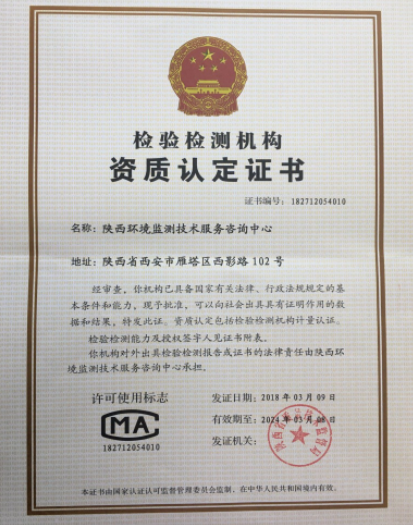 检验检测机构
资质认定证书
证书编号: 182712054010
名称: 陕西环境监测技术服务咨询中心
地址: 陕西省西安市雁塔区西影路 102 号
经审查, 你机构已具备国家有关法律、行政法规规定的基
本条件和能力, 现予批准, 可以向社会出具具有证明作用的数
据和结果, 特发此证。资质认定包括检验检测机构计量认证。
检验检测能力及授权签字人见证书附表。
你机构对外出具检验检测报告或证书的法律责任由陕西环
境监测技术服务咨询中心承担。
许可使用标志
CMA
182712054010
发证日期: 2018 年 03 月 09 日
有效期至: 2024 年 03 月 08 日
发证机关:
本证书由国家认证认可监督管理委员会监制, 在中华人民共和国境内有效。